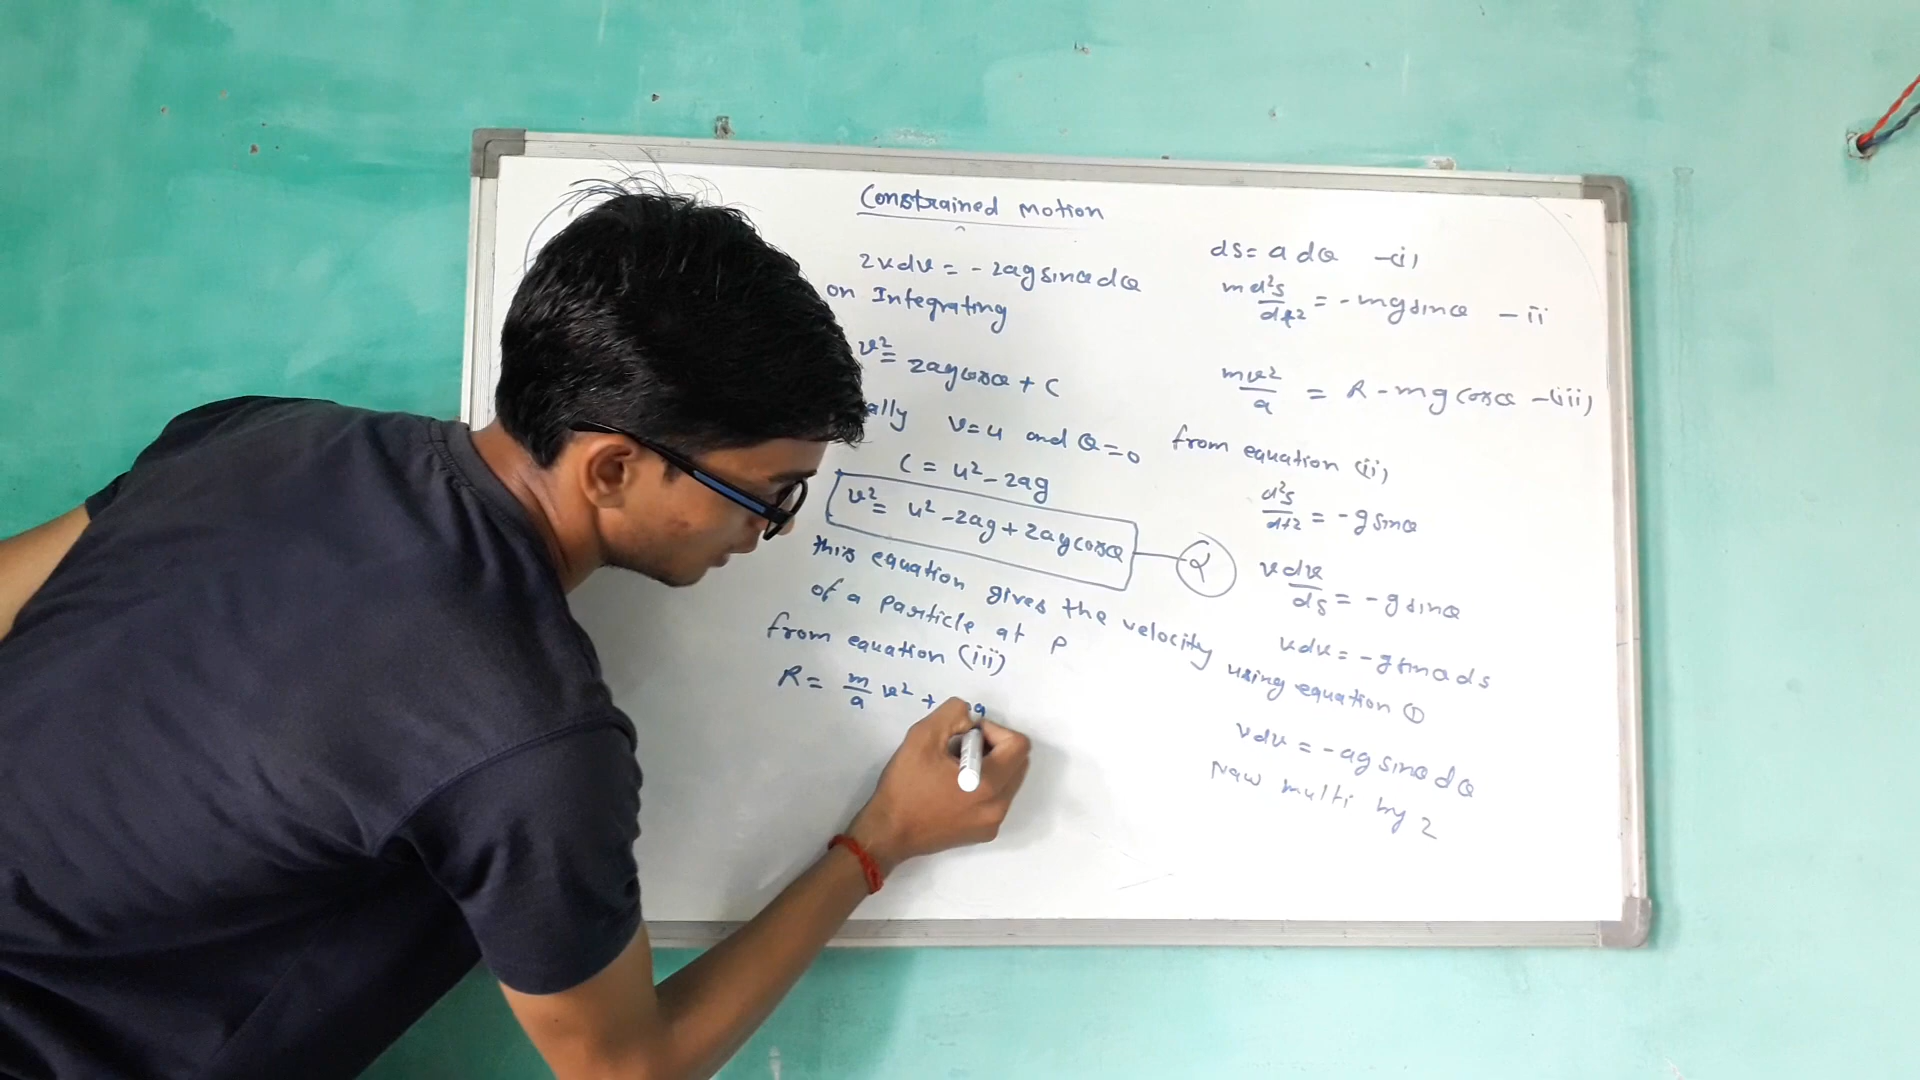 Constrained motion
2vdv = - 2ag sinθ dθ
on Integrating
v² = 2ag cosθ + C
ally v=u and θ=0
C = u² - 2ag
v² = u² - 2ag + 2ag cosθ — α
this equation gives the velocity
of a particle at P
from equation (iii)
R = m/a v² +
ds = a dθ -(i)
m d²s/dt² = - mg sinθ - ii
mv²/a = R - mg cosθ -(iii)
from equation (ii)
d²s/dt² = - g sinθ
v dv/ds = - g sinθ
vdv = - g sinθ ds
using equation ①
vdv = - ag sinθ dθ
Naw multi by 2